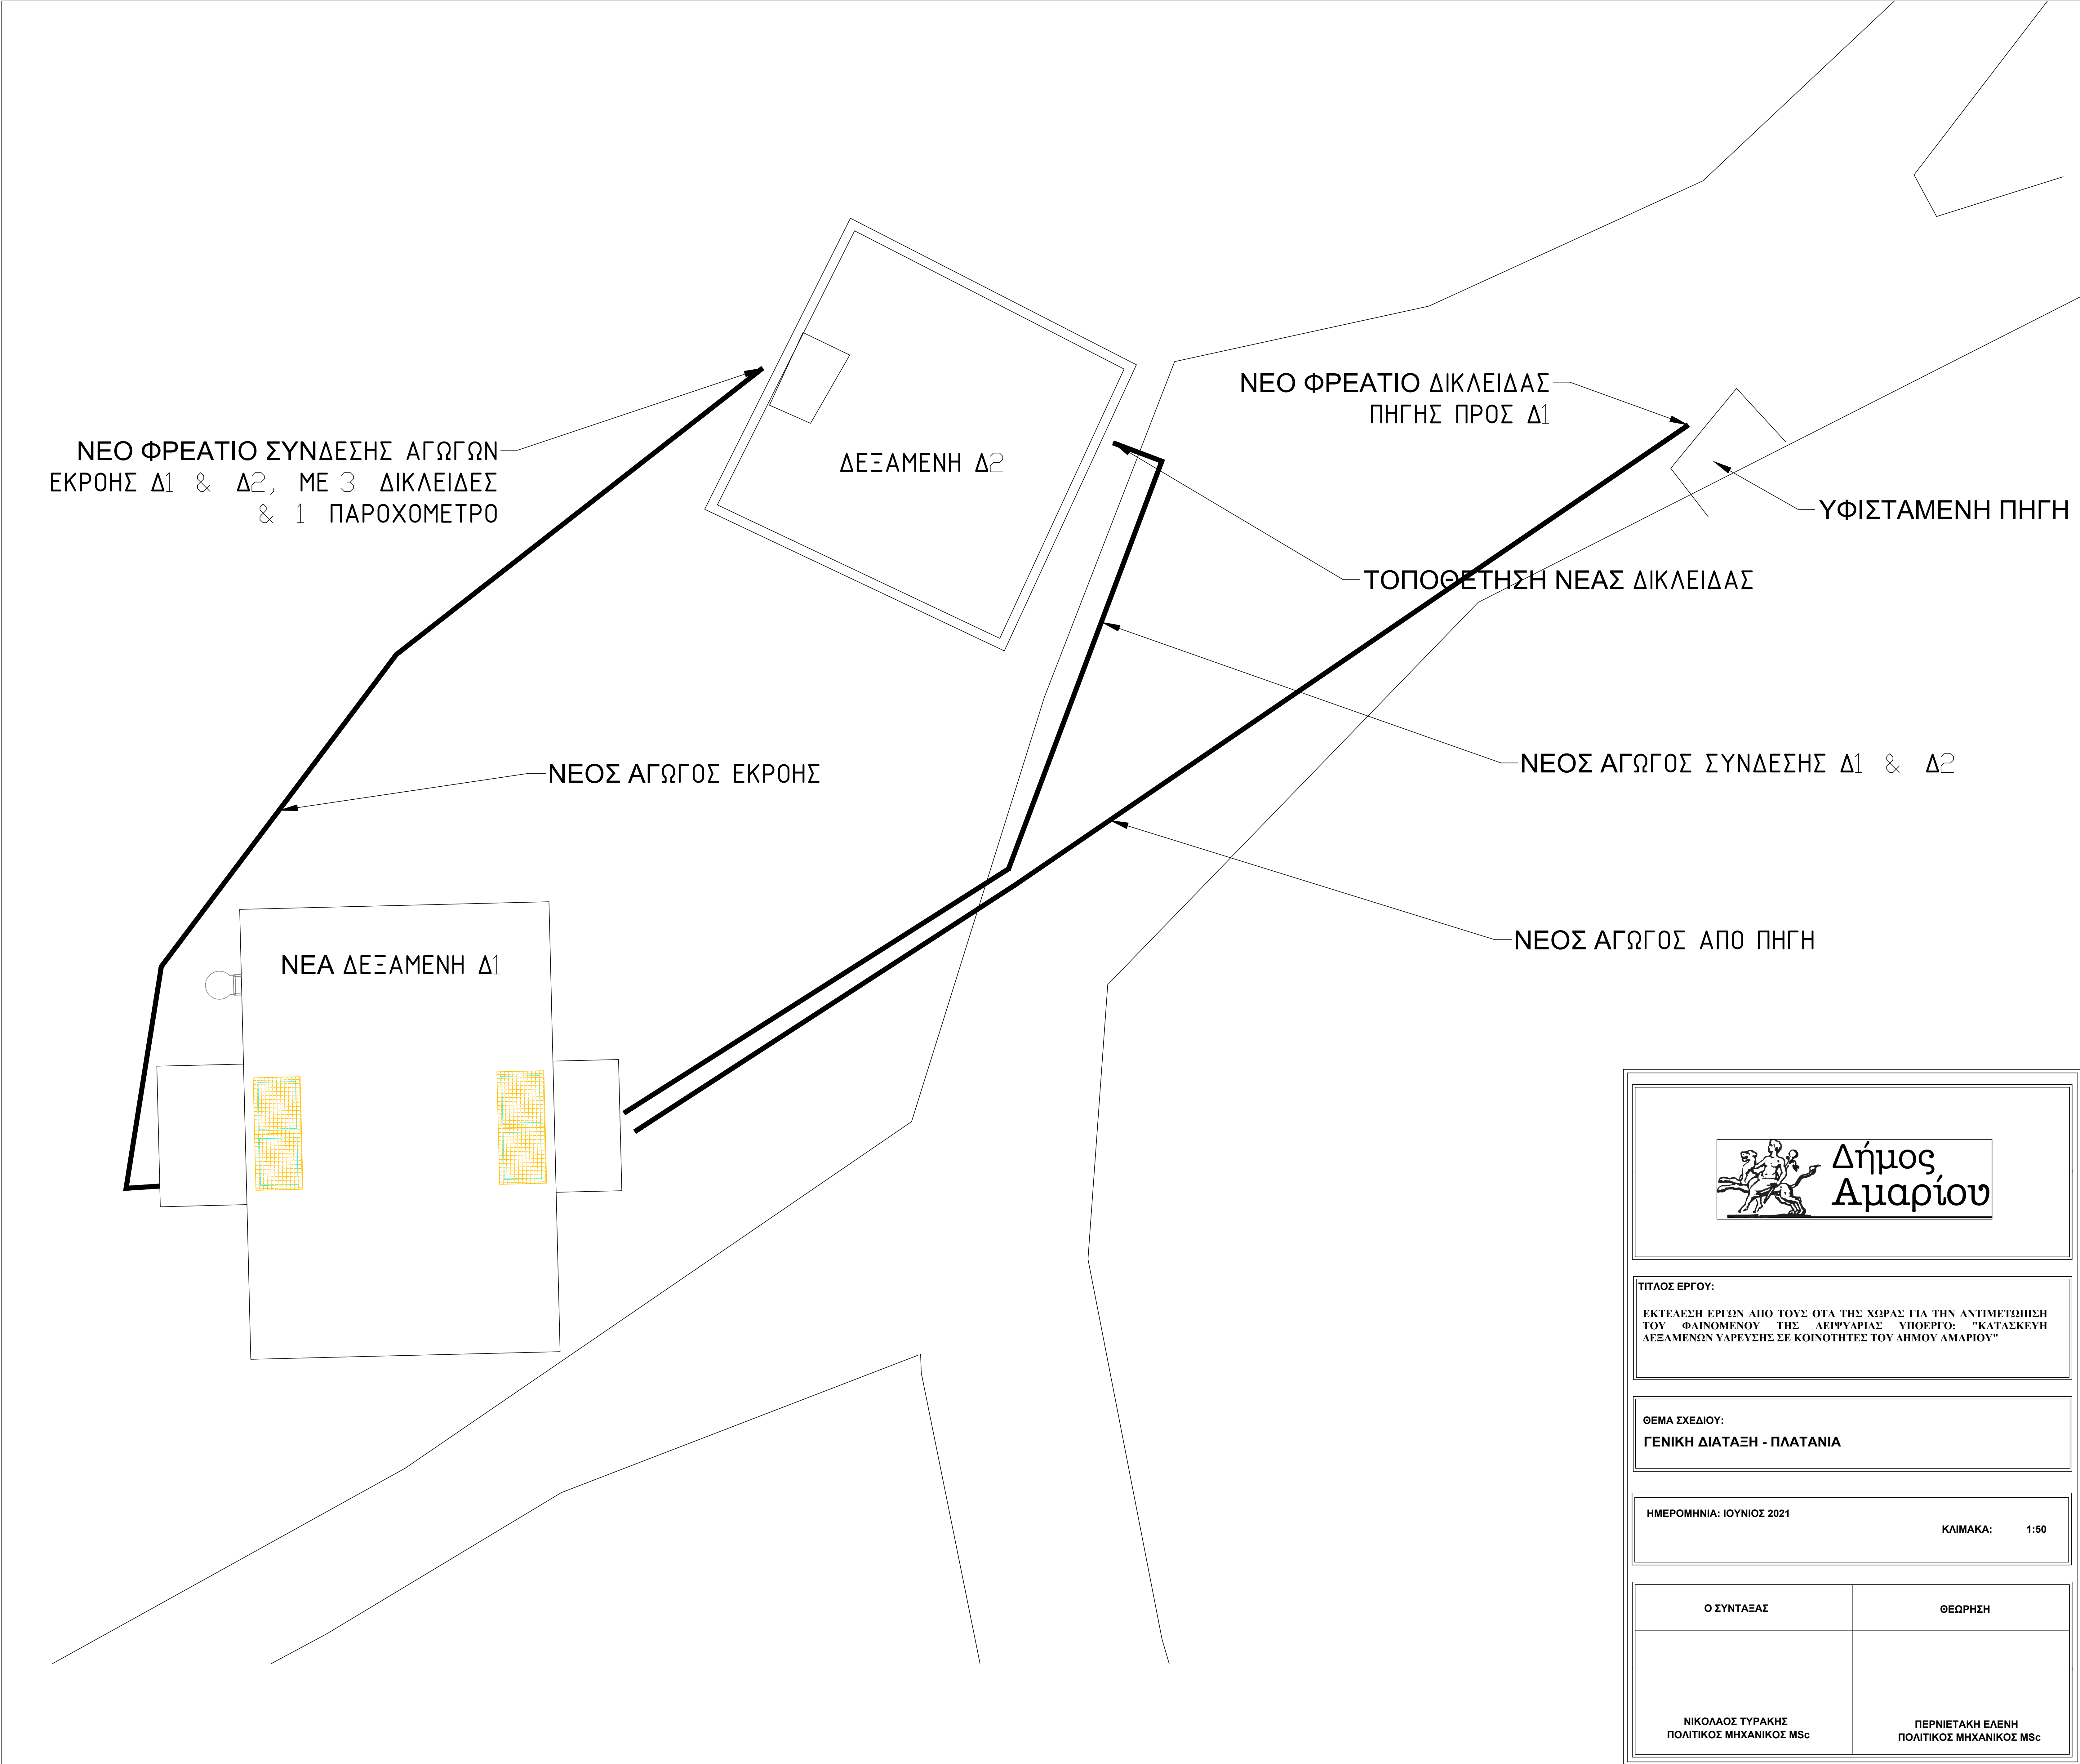 ΝΕΟ ΦΡΕΑΤΙΟ ΔΙΚΛΕΙΔΑΣ
ΠΗΓΗΣ ΠΡΟΣ Δ1
ΝΕΟ ΦΡΕΑΤΙΟ ΣΥΝΔΕΣΗΣ ΑΓΩΓΩΝ
ΕΚΡΟΗΣ Δ1 & Δ2, ΜΕ 3 ΔΙΚΛΕΙΔΕΣ
& 1 ΠΑΡΟΧΟΜΕΤΡΟ
ΔΕΞΑΜΕΝΗ Δ2
ΥΦΙΣΤΑΜΕΝΗ ΠΗΓΗ
ΤΟΠΟΘΕΤΗΣΗ ΝΕΑΣ ΔΙΚΛΕΙΔΑΣ
ΝΕΟΣ ΑΓΩΓΟΣ ΣΥΝΔΕΣΗΣ Δ1 & Δ2
ΝΕΟΣ ΑΓΩΓΟΣ ΕΚΡΟΗΣ
ΝΕΟΣ ΑΓΩΓΟΣ ΑΠΟ ΠΗΓΗ
ΝΕΑ ΔΕΞΑΜΕΝΗ Δ1
Δήμος
Αμαρίου
ΤΙΤΛΟΣ ΕΡΓΟΥ:
ΕΚΤΕΛΕΣΗ ΕΡΓΩΝ ΑΠΟ ΤΟΥΣ ΟΤΑ ΤΗΣ ΧΩΡΑΣ ΓΙΑ ΤΗΝ ΑΝΤΙΜΕΤΩΠΙΣΗ
ΤΟΥ ΦΑΙΝΟΜΕΝΟΥ ΤΗΣ ΛΕΙΨΥΔΡΙΑΣ ΥΠΟΕΡΓΟ: "ΚΑΤΑΣΚΕΥΗ
ΔΕΞΑΜΕΝΩΝ ΥΔΡΕΥΣΗΣ ΣΕ ΚΟΙΝΟΤΗΤΕΣ ΤΟΥ ΔΗΜΟΥ ΑΜΑΡΙΟΥ"
ΘΕΜΑ ΣΧΕΔΙΟΥ:
ΓΕΝΙΚΗ ΔΙΑΤΑΞΗ - ΠΛΑΤΑΝΙΑ
ΗΜΕΡΟΜΗΝΙΑ: ΙΟΥΝΙΟΣ 2021
ΚΛΙΜΑΚΑ: 1:50
Ο ΣΥΝΤΑΞΑΣ
ΘΕΩΡΗΣΗ
ΝΙΚΟΛΑΟΣ ΤΥΡΑΚΗΣ
ΠΟΛΙΤΙΚΟΣ ΜΗΧΑΝΙΚΟΣ MSc
ΠΕΡΝΙΕΤΑΚΗ ΕΛΕΝΗ
ΠΟΛΙΤΙΚΟΣ ΜΗΧΑΝΙΚΟΣ MSc